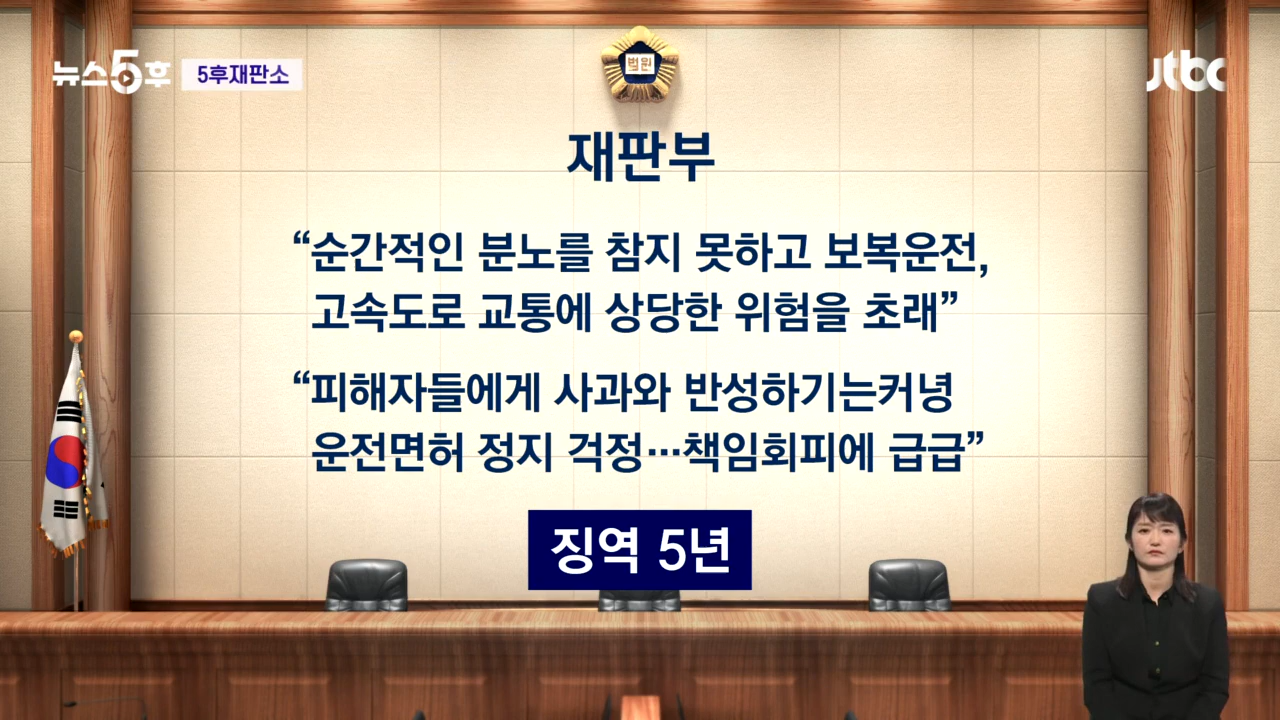 뉴스5후
5후재판소
법원
jtbc
재판부
“순간적인 분노를 참지 못하고 보복운전,
고속도로 교통에 상당한 위험을 초래”
“피해자들에게 사과와 반성하기는커녕
운전면허 정지 걱정…책임회피에 급급”
징역 5년